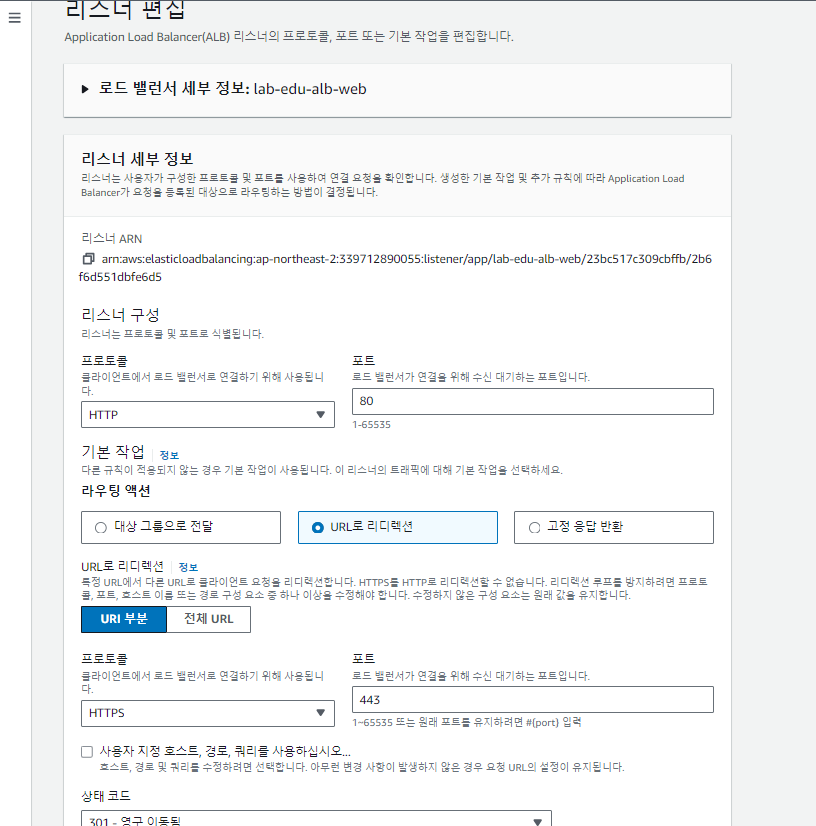 리스너 편집
Application Load Balancer(ALB) 리스너의 프로토콜, 포트 또는 기본 작업을 편집합니다.
로드 밸런서 세부 정보: lab-edu-alb-web
리스너 세부 정보
리스너는 사용자가 구성한 프로토콜 및 포트를 사용하여 연결 요청을 확인합니다. 생성한 기본 작업 및 추가 규칙에 따라 Application Load
Balancer가 요청을 등록된 대상으로 라우팅하는 방법이 결정됩니다.
리스너 ARN
arn:aws:elasticloadbalancing:ap-northeast-2:339712890055:listener/app/lab-edu-alb-web/23bc517c309cbffb/2b6
f6d551dbfe6d5
리스너 구성
리스너는 프로토콜 및 포트로 식별됩니다.
프로토콜
클라이언트에서 로드 밸런서로 연결하기 위해 사용됩니
다.
HTTP
포트
로드 밸런서가 연결을 위해 수신 대기하는 포트입니다.
80
1-65535
기본 작업 정보
다른 규칙이 적용되지 않는 경우 기본 작업이 사용됩니다. 이 리스너의 트래픽에 대해 기본 작업을 선택하세요.
라우팅 액션
대상 그룹으로 전달
URL로 리디렉션
고정 응답 반환
URL로 리디렉션 정보
특정 URL에서 다른 URL로 클라이언트 요청을 리디렉션합니다. HTTPS를 HTTP로 리디렉션할 수 없습니다. 리디렉션 루프를 방지하려면 프로토
콜, 포트, 호스트 이름 또는 경로 구성 요소 중 하나 이상을 수정해야 합니다. 수정하지 않은 구성 요소는 원래 값을 유지합니다.
URI 부분
전체 URL
프로토콜
클라이언트에서 로드 밸런서로 연결하기 위해 사용됩니
다.
HTTPS
포트
로드 밸런서가 연결을 위해 수신 대기하는 포트입니다.
443
1~65535 또는 원래 포트를 유지하려면 #{port} 입력
사용자 지정 호스트, 경로, 쿼리를 사용하십시오...
호스트, 경로 및 쿼리를 수정하려면 선택합니다. 아무런 변경 사항이 발생하지 않은 경우 요청 URL의 설정이 유지됩니다.
상태 코드
301 - 영구 이동됨